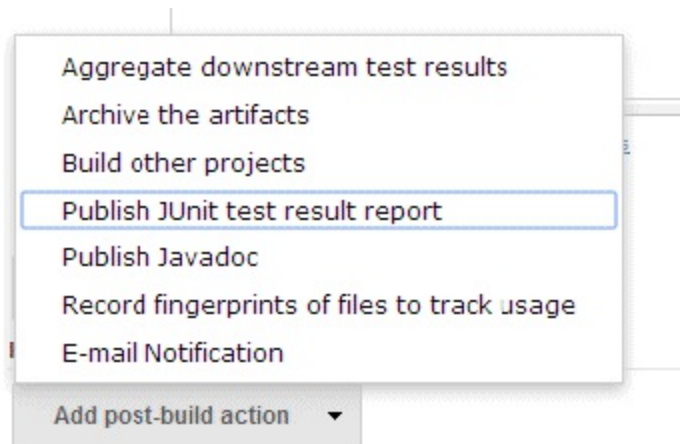 Aggregate downstream test results
Archive the artifacts
Build other projects
Publish JUnit test result report
Publish Javadoc
Record fingerprints of files to track usage
E-mail Notification
Add post-build action